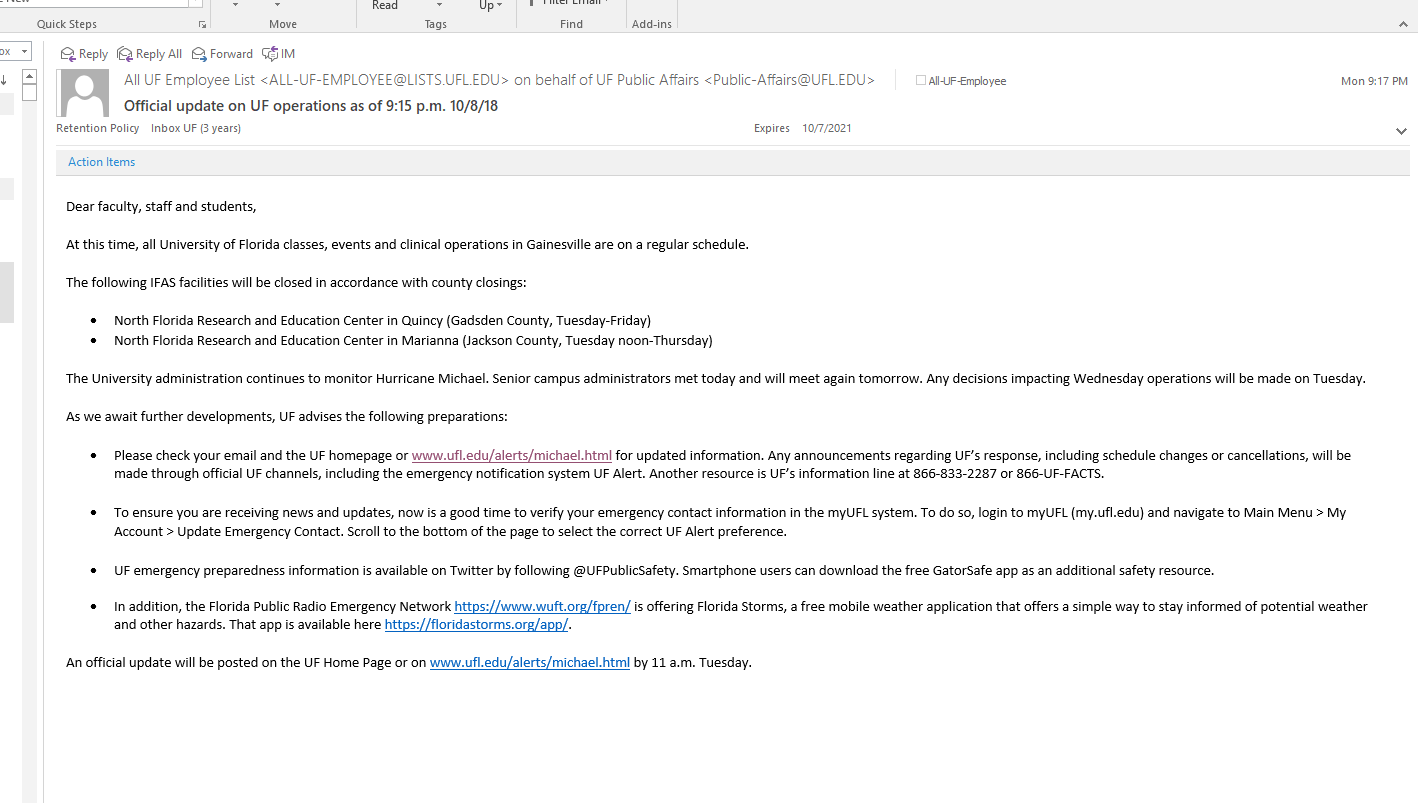 Read
Up
Filter Email
Quick Steps
Move
Tags
Find
Add-ins
Reply
Reply All
Forward
IM
All UF Employee List <ALL-UF-EMPLOYEE@LISTS.UFL.EDU> on behalf of UF Public Affairs <Public-Affairs@UFL.EDU>
All-UF-Employee
Mon 9:17 PM
Official update on UF operations as of 9:15 p.m. 10/8/18
Retention Policy Inbox UF (3 years)
Expires 10/7/2021
Action Items
Dear faculty, staff and students,
At this time, all University of Florida classes, events and clinical operations in Gainesville are on a regular schedule.
The following IFAS facilities will be closed in accordance with county closings:
• North Florida Research and Education Center in Quincy (Gadsden County, Tuesday-Friday)
• North Florida Research and Education Center in Marianna (Jackson County, Tuesday noon-Thursday)
The University administration continues to monitor Hurricane Michael. Senior campus administrators met today and will meet again tomorrow. Any decisions impacting Wednesday operations will be made on Tuesday.
As we await further developments, UF advises the following preparations:
• Please check your email and the UF homepage or www.ufl.edu/alerts/michael.html for updated information. Any announcements regarding UF's response, including schedule changes or cancellations, will be
made through official UF channels, including the emergency notification system UF Alert. Another resource is UF's information line at 866-833-2287 or 866-UF-FACTS.
• To ensure you are receiving news and updates, now is a good time to verify your emergency contact information in the myUFL system. To do so, login to myUFL (my.ufl.edu) and navigate to Main Menu > My
Account > Update Emergency Contact. Scroll to the bottom of the page to select the correct UF Alert preference.
• UF emergency preparedness information is available on Twitter by following @UFPublicSafety. Smartphone users can download the free GatorSafe app as an additional safety resource.
• In addition, the Florida Public Radio Emergency Network https://www.wuft.org/fpren/ is offering Florida Storms, a free mobile weather application that offers a simple way to stay informed of potential weather
and other hazards. That app is available here https://floridastorms.org/app/.
An official update will be posted on the UF Home Page or on www.ufl.edu/alerts/michael.html by 11 a.m. Tuesday.